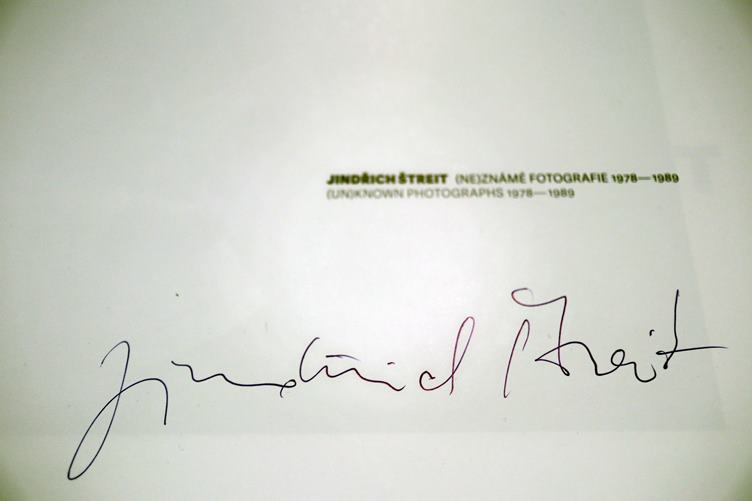 JINDŘICH ŠTREIT (NE)ZNÁMÉ FOTOGRAFIE 1978—1989
(UN)KNOWN PHOTOGRAPHS 1978—1989
Jindřich Štreit